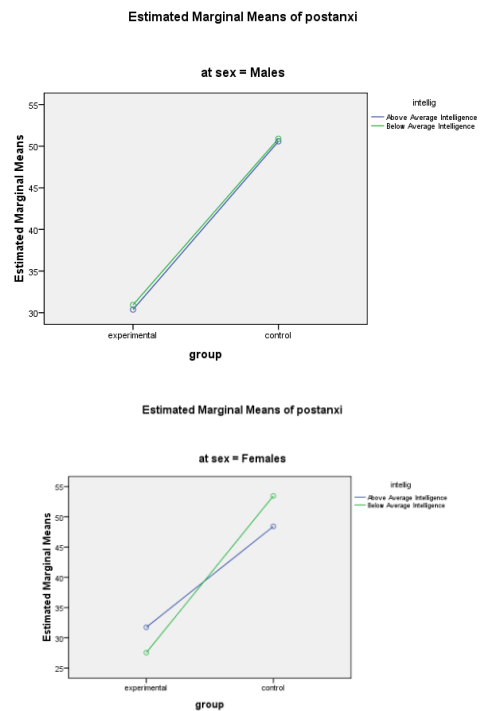 Estimated Marginal Means of postanxi
at sex = Males
intellig
Above Average Intelligence
Below Average Intelligence
Estimated Marginal Means
55
50
45
40
35
30
experimental
control
group
Estimated Marginal Means of postanxi
at sex = Females
intellig
Above Average Intelligence
Below Average Intelligence
Estimated Marginal Means
55
50
45
40
35
30
25
experimental
control
group